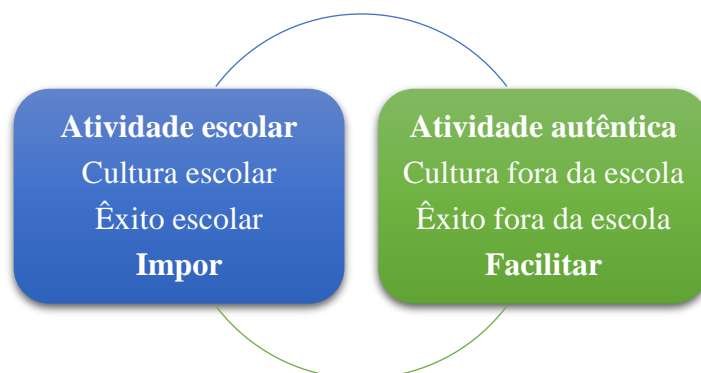 Atividade escolar
Cultura escolar
Êxito escolar
Impor
Atividade autêntica
Cultura fora da escola
Êxito fora da escola
Facilitar